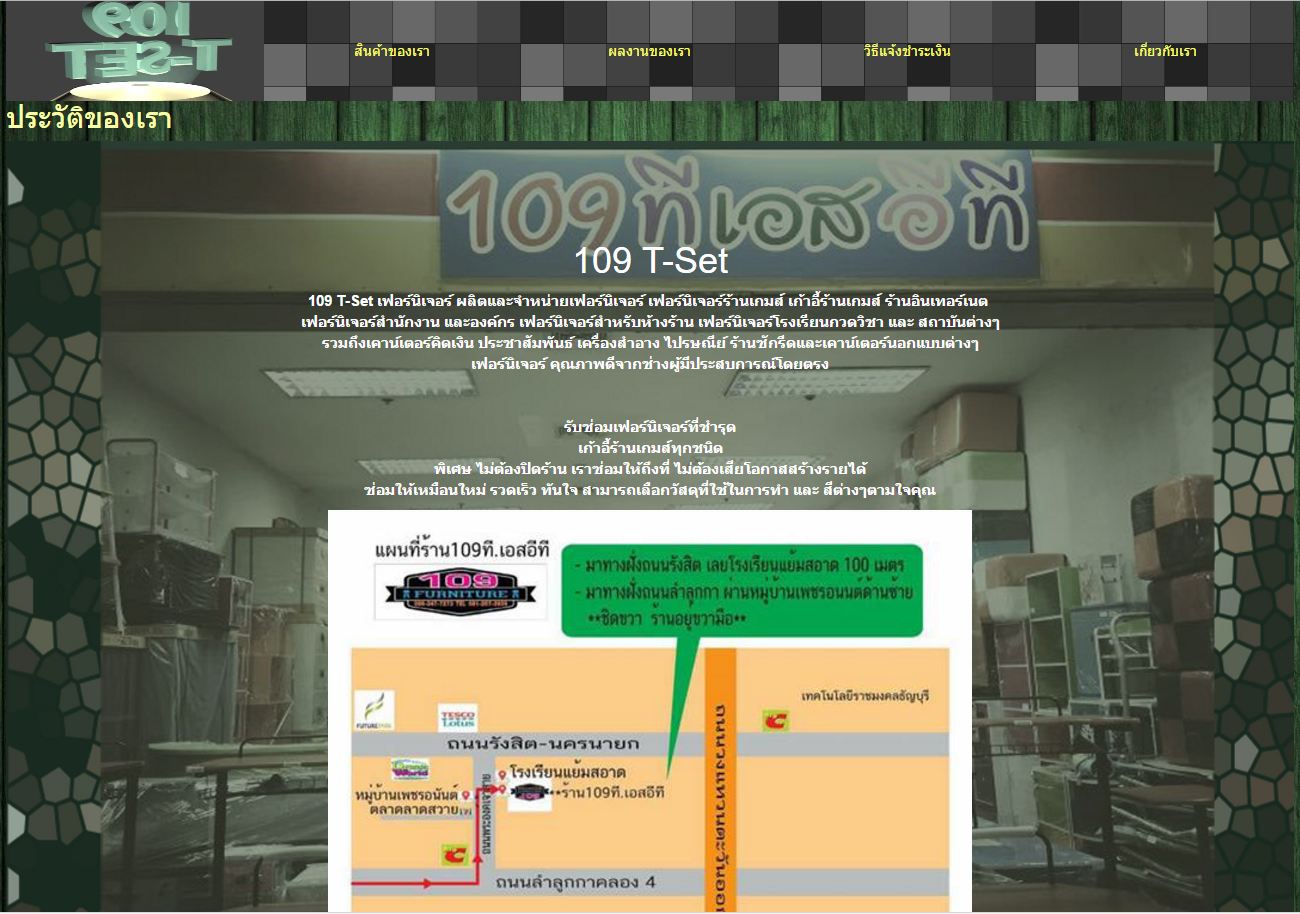 109
T-SET
สินค้าของเรา
ผลงานของเรา
วิธีแจ้งชำระเงิน
เกี่ยวกับเรา
ประวัติของเรา
109ทีเอสอีที
109 T-Set
109 T-Set เฟอร์นิเจอร์ ผลิตและจำหน่ายเฟอร์นิเจอร์ เฟอร์นิเจอร์ร้านเกมส์ เก้าอี้ร้านเกมส์ ร้านอินเทอร์เนต
เฟอร์นิเจอร์สำนักงาน และองค์กร เฟอร์นิเจอร์สำหรับห้างร้าน เฟอร์นิเจอร์โรงเรียนกวดวิชา และ สถาบันต่างๆ
รวมถึงเคาน์เตอร์คิดเงิน ประชาสัมพันธ์ เครื่องสำอาง ไปรษณีย์ ร้านซักรีดและเคาน์เตอร์นอกแบบต่างๆ
เฟอร์นิเจอร์ คุณภาพดีจากช่างผู้มีประสบการณ์โดยตรง
รับซ่อมเฟอร์นิเจอร์ที่ชำรุด
เก้าอี้ร้านเกมส์ทุกชนิด
พิเศษ ไม่ต้องปิดร้าน เราซ่อมให้ถึงที่ ไม่ต้องเสียโอกาสสร้างรายได้
ซ่อมให้เหมือนใหม่ รวดเร็ว ทันใจ สามารถเลือกวัสดุที่ใช้ในการทำ และ สีต่างๆตามใจคุณ
แผนที่ร้าน109ที.เอสอีที
109
FURNITURE
- มาทางฝั่งถนนรังสิต เลยโรงเรียนแย้มสอาด 100 เมตร
- มาทางฝั่งถนนลำลูกกา ผ่านหมู่บ้านเพชรอนนต์ด้านซ้าย
**ชิดขวา ร้านอยู่ขวามือ**
เทคโนโลยีราชมงคลธัญบุรี
FUTURE PARK
TESCO
Lotus
ถนนรังสิต-นครนายก
Dream
World
โรงเรียนแย้มสอาด
หมู่บ้านเพชรอนันต์
**ร้าน109ที.เอสอีที
ตลาดลาดสวาย
ถนนลำลูกกาคลอง 4